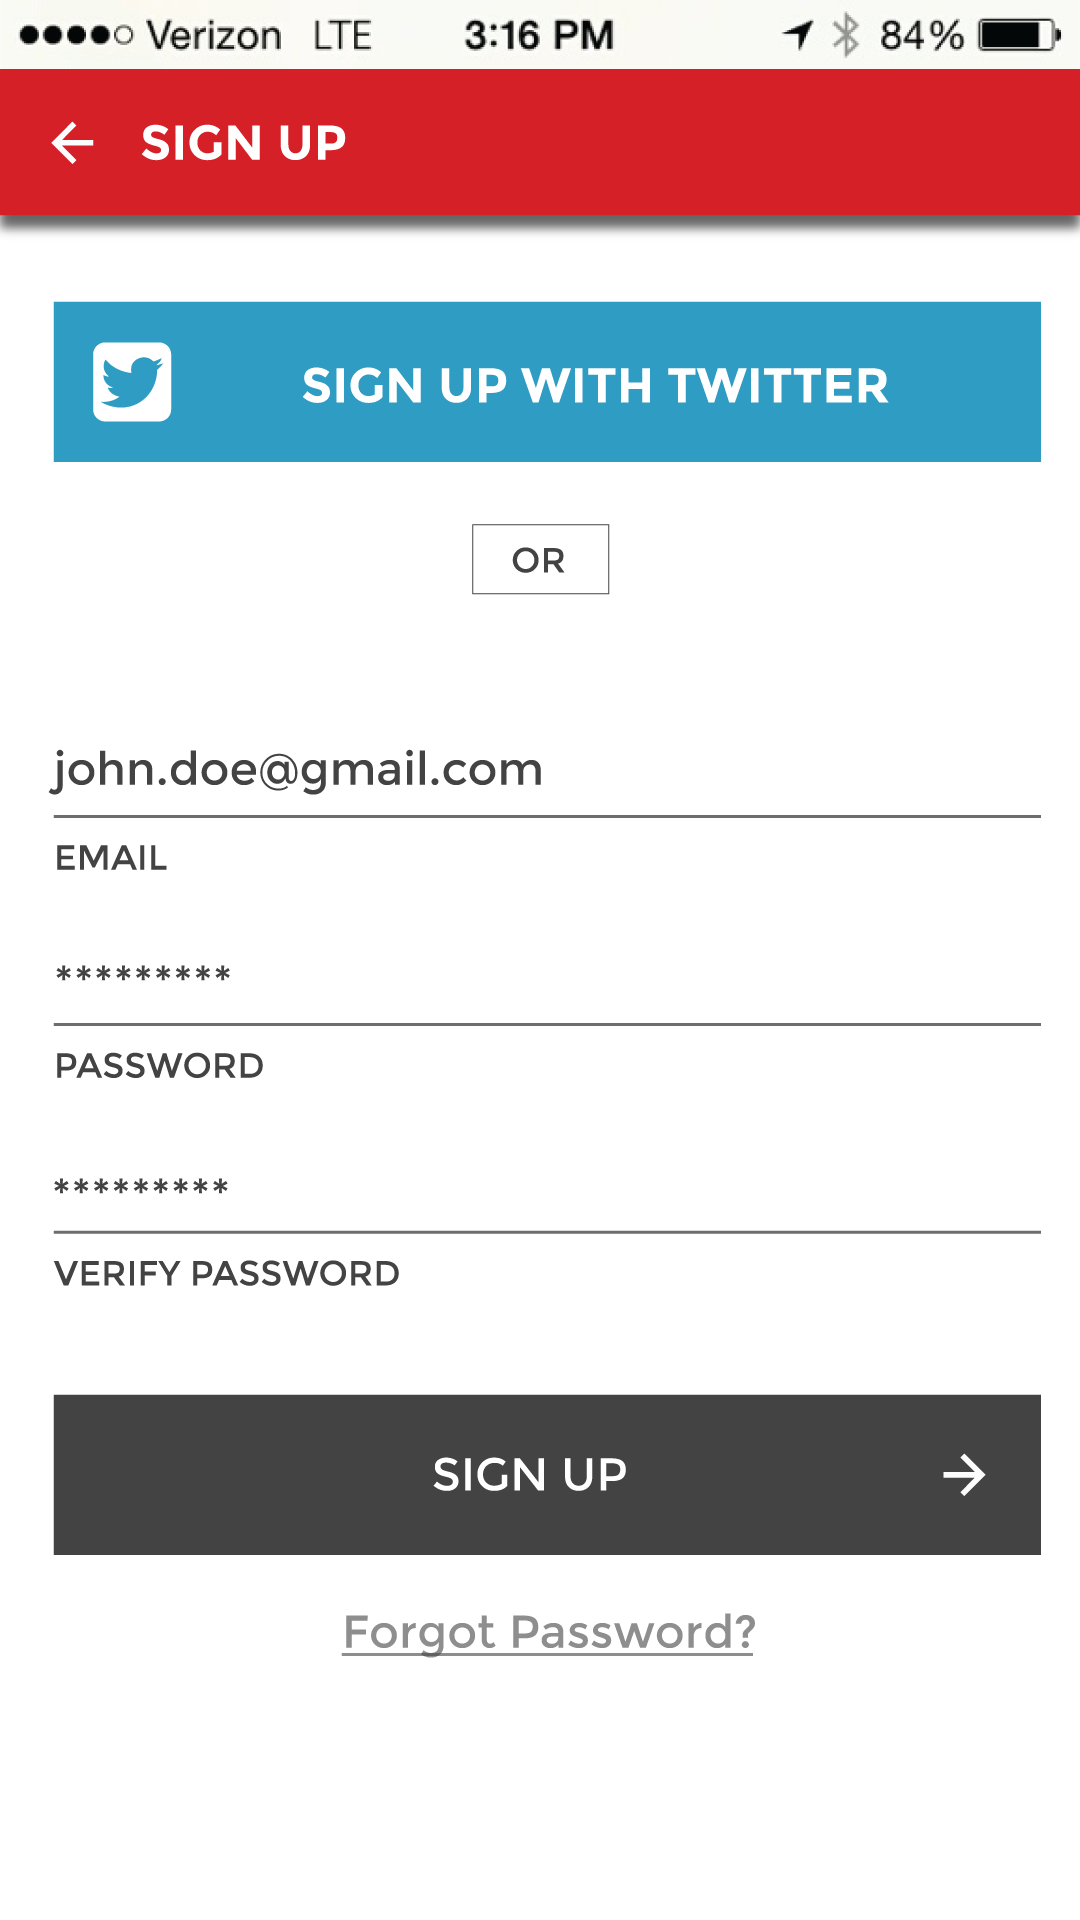 Verizon LTE 3:16 PM 84%
SIGN UP
SIGN UP WITH TWITTER
OR
john.doe@gmail.com
EMAIL
*********
PASSWORD
*********
VERIFY PASSWORD
SIGN UP
Forgot Password?